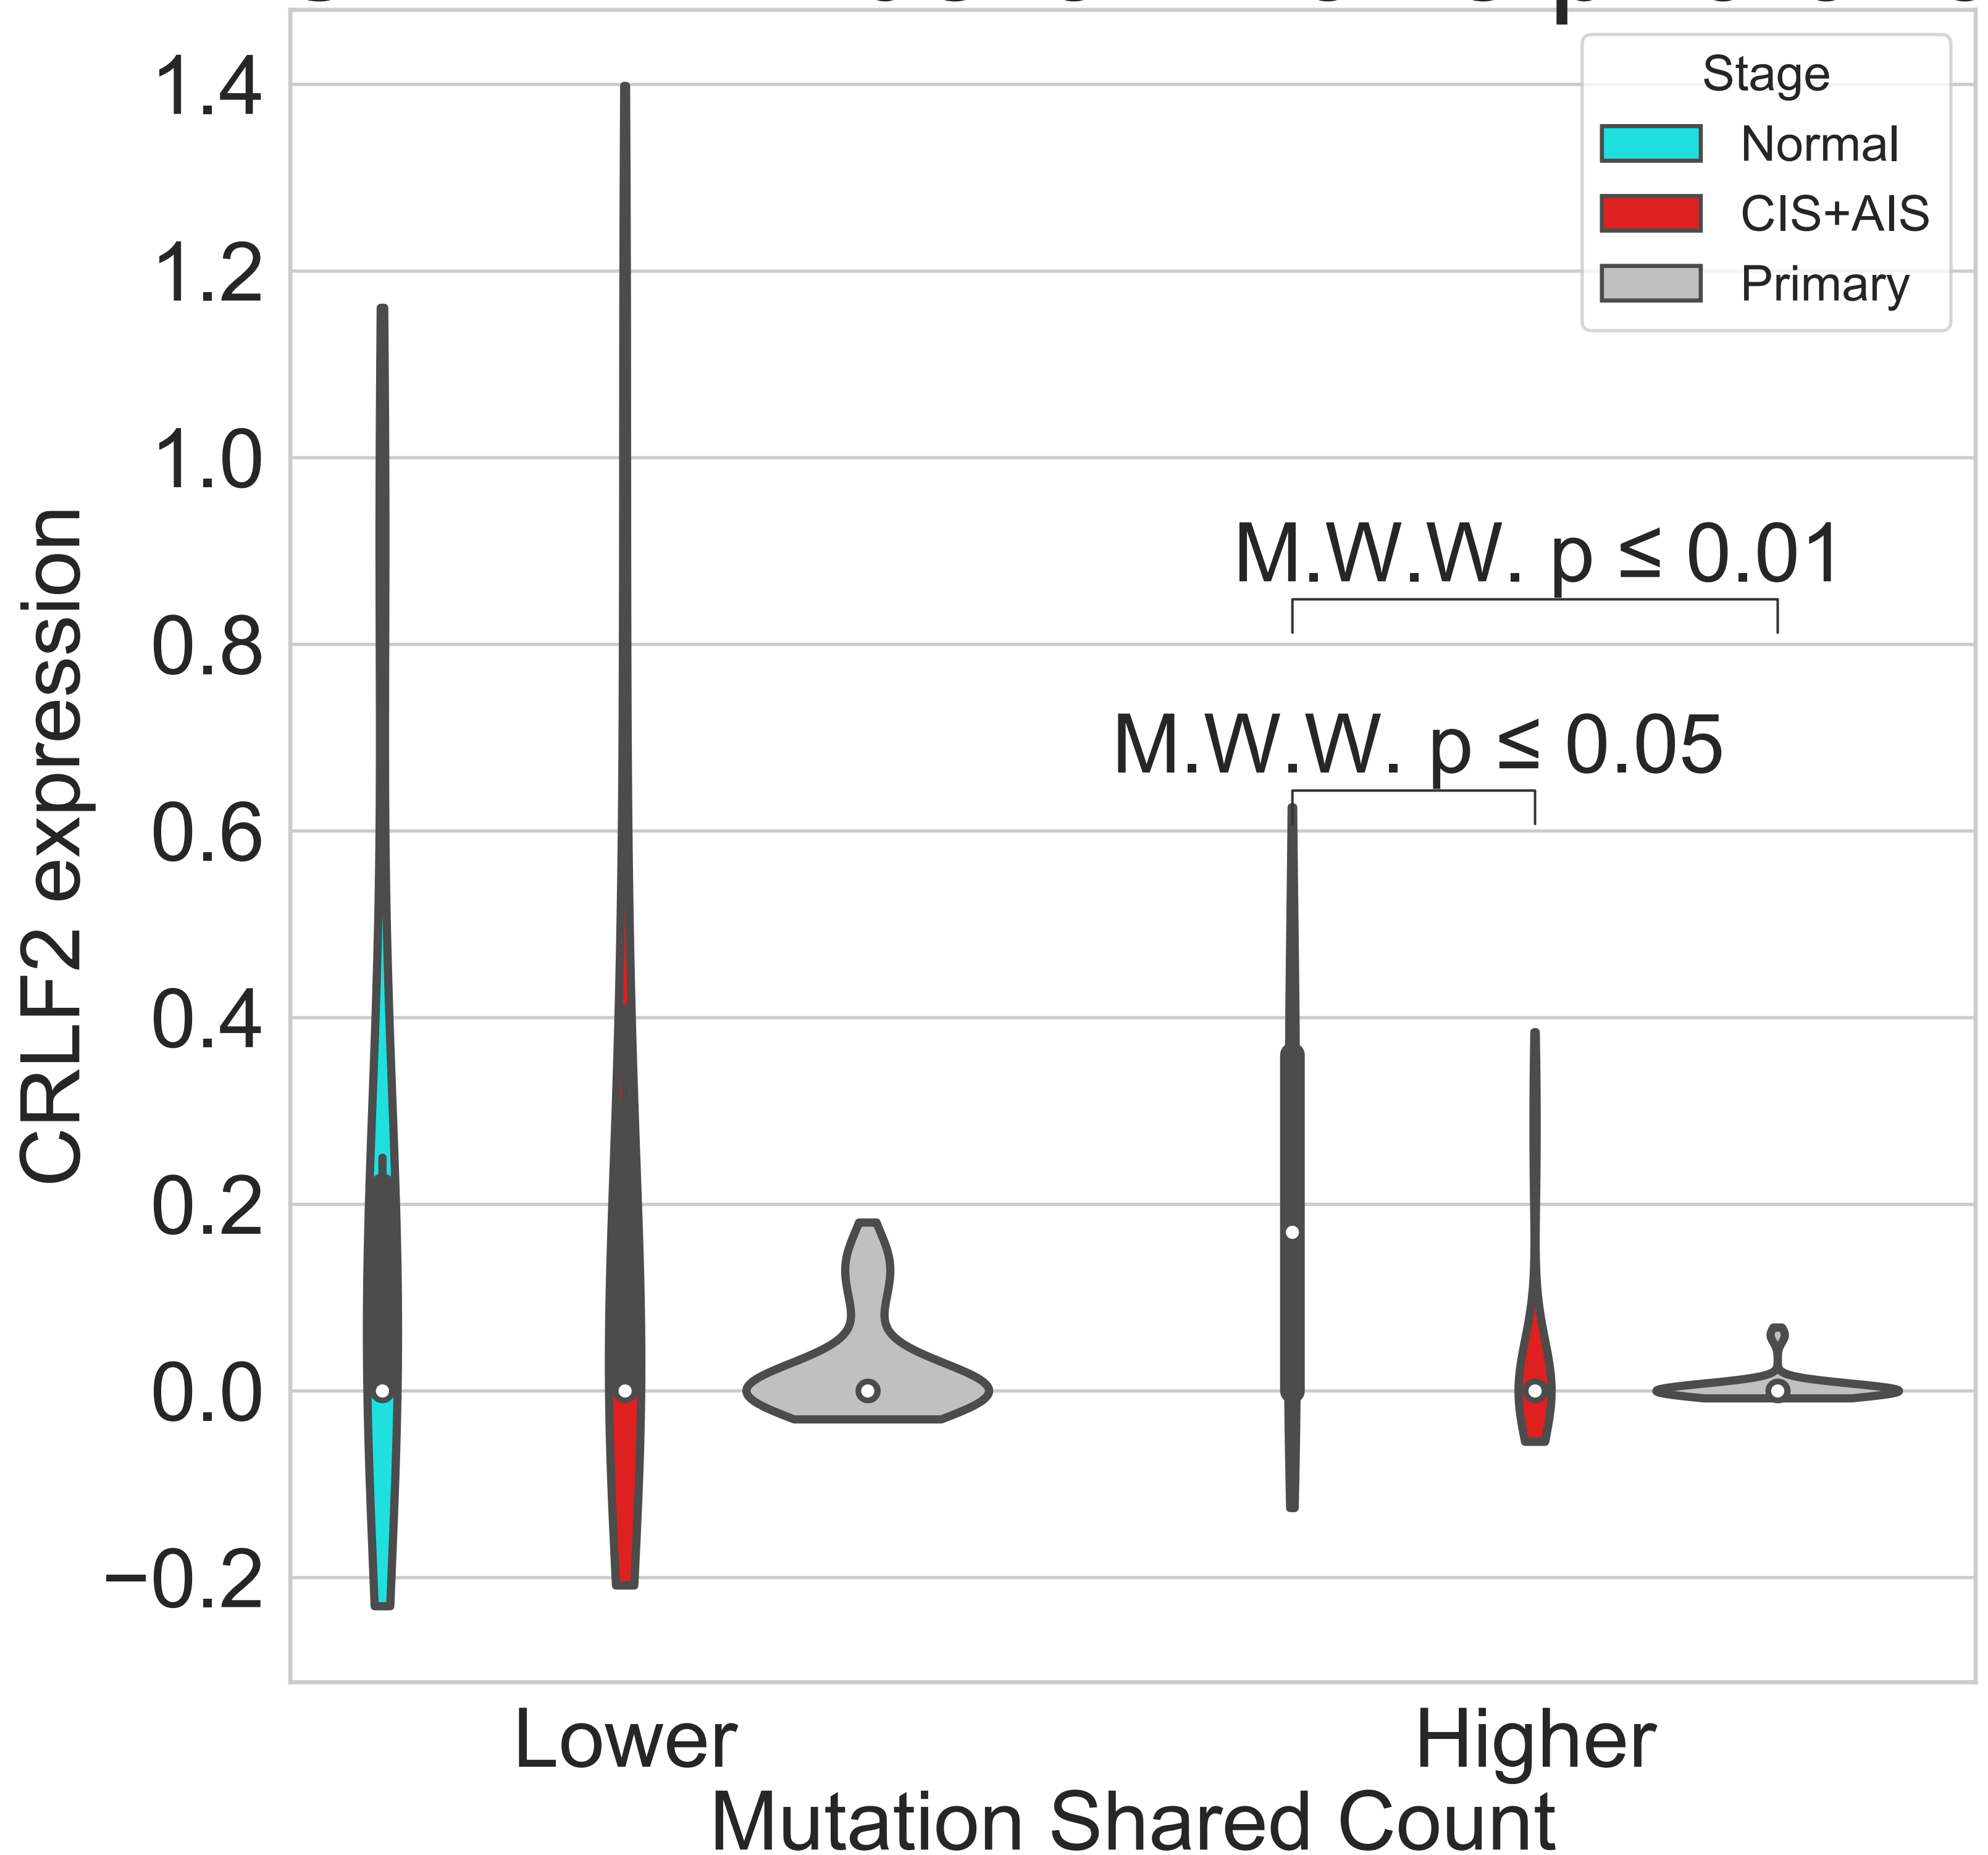 1.4
1.2
1.0
0.8
0.6
0.4
0.2
0.0
−0.2
CRLF2 expression
Stage
Normal
CIS+AIS
Primary
M.W.W. p ≤ 0.01
M.W.W. p ≤ 0.05
Lower
Higher
Mutation Shared Count